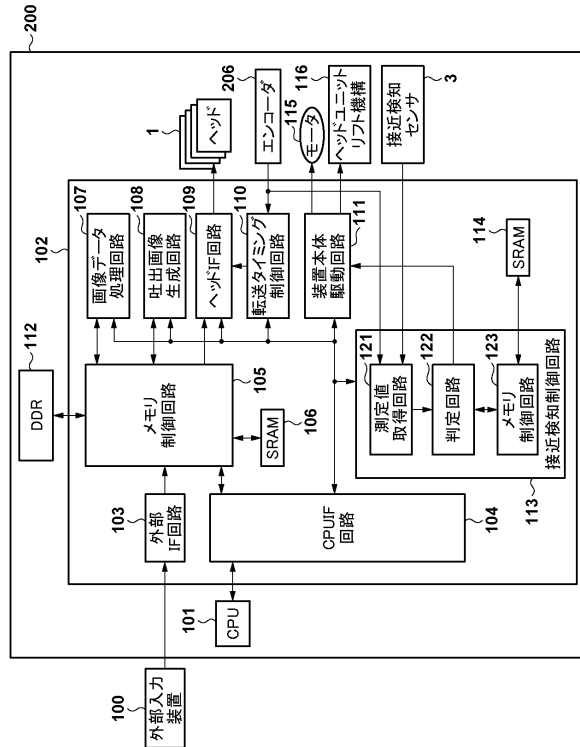 200
102
112
DDR
107
画像データ
処理回路
108
吐出画像
生成回路
109
ヘッドIF回路
110
転送タイミング
制御回路
111
装置本体
駆動回路
1
ヘッド
206
エンコーダ
115
モータ
116
ヘッドユニット
リフト機構
3
接近検知
センサ
105
メモリ
制御回路
106
SRAM
103
外部
IF回路
104
CPUIF
回路
101
CPU
100
外部入力
装置
113
接近検知制御回路
121
測定値
取得回路
122
判定回路
123
メモリ
制御回路
114
SRAM